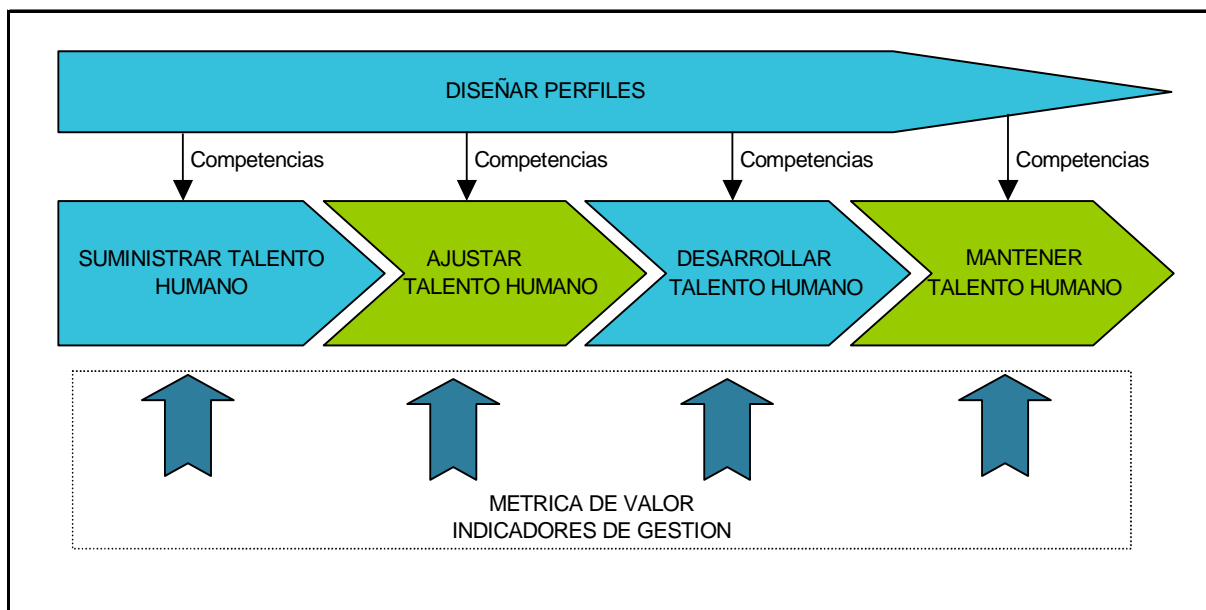 DISEÑAR PERFILES
Competencias
Competencias
Competencias
Competencias
SUMINISTRAR TALENTO
HUMANO
AJUSTAR
TALENTO HUMANO
DESARROLLAR
TALENTO HUMANO
MANTENER
TALENTO HUMANO
METRICA DE VALOR
INDICADORES DE GESTION